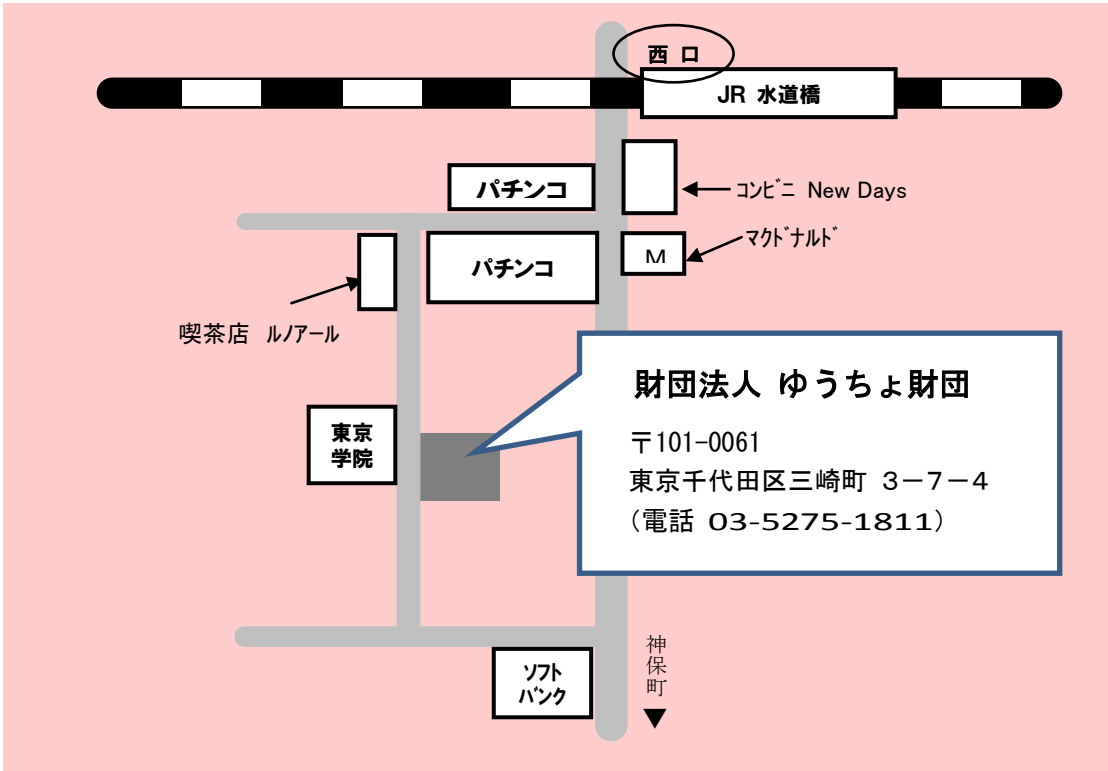 西 口
JR 水道橋
パチンコ
コンビニ New Days
マクドナルド
M
パチンコ
喫茶店 ルノアール
財団法人 ゆうちょ財団
〒101-0061
東京千代田区三崎町 3－7－4
（電話 03-5275-1811）
東京
学院
ソフト
バンク
神保町